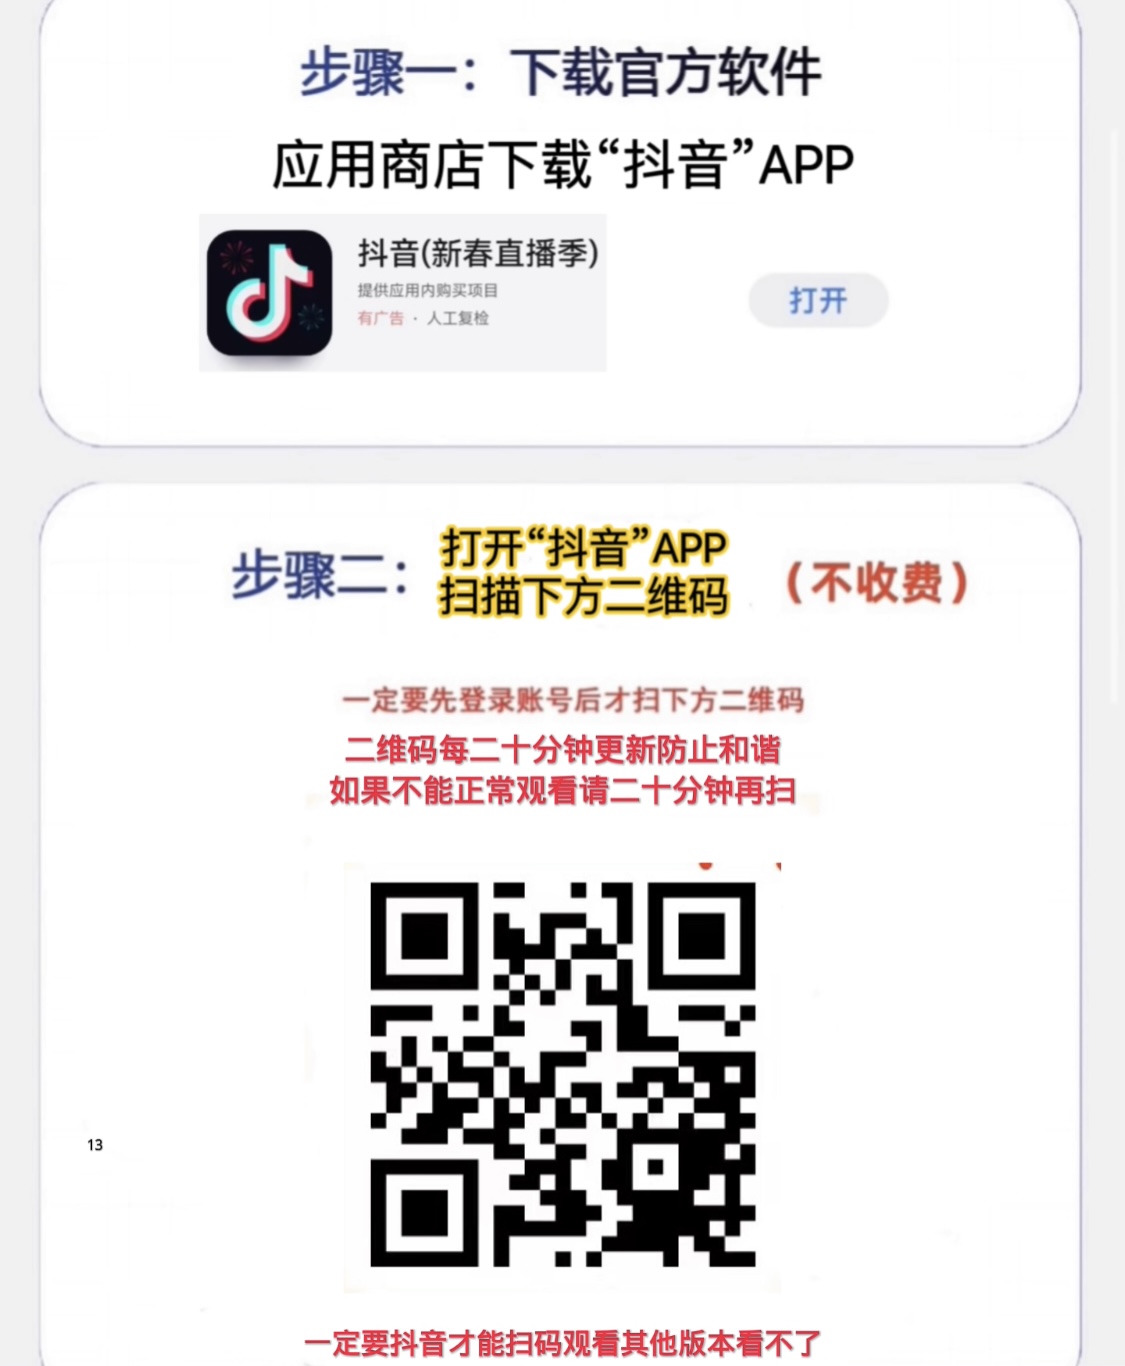 步骤一：下载官方软件
应用商店下载“抖音”APP
抖音(新春直播季)
提供应用内购买项目
有广告 · 人工复检
打开
步骤二：
打开“抖音”APP
扫描下方二维码
（不收费）
一定要先登录账号后才扫下方二维码
二维码每二十分钟更新防止和谐
如果不能正常观看请二十分钟再扫
13
一定要抖音才能扫码观看其他版本看不了